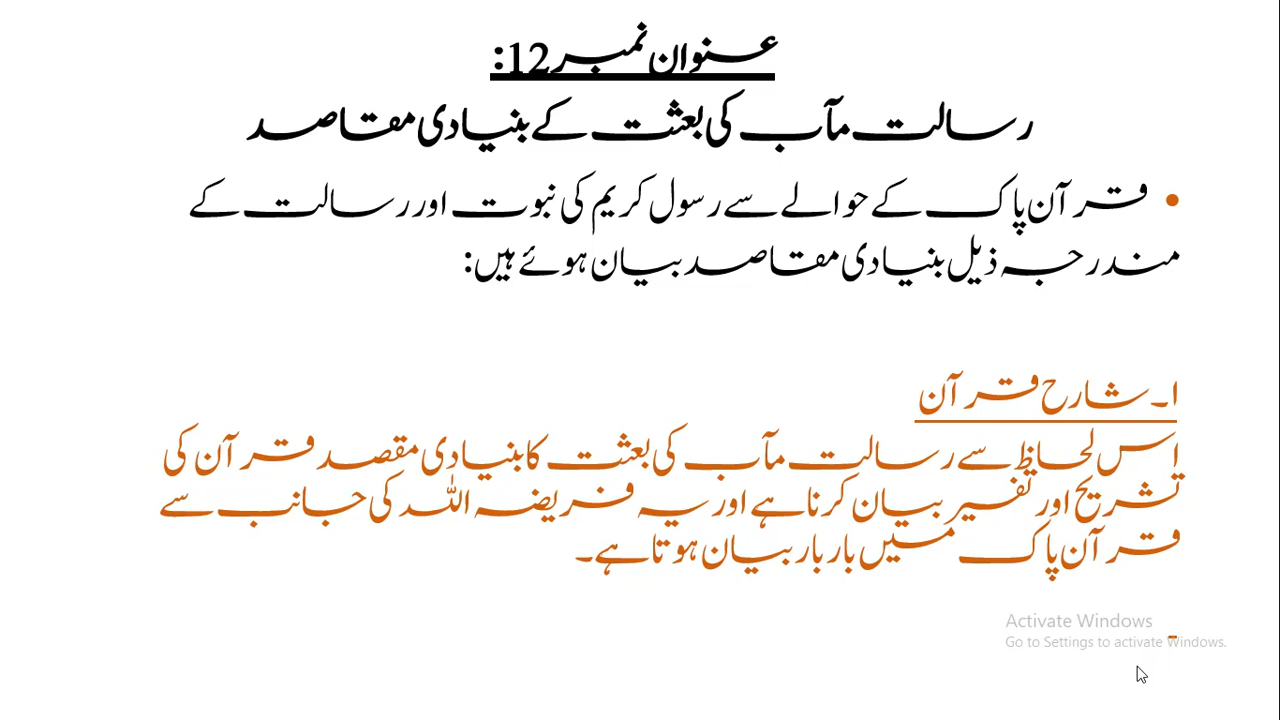 عنوان نمبر 12:
رسالت مآب کی بعثت کے بنیادی مقاصد
• قرآن پاک کے حوالے سے رسول کریم کی نبوت اور رسالت کے
مندرجہ ذیل بنیادی مقاصد بیان ہوئے ہیں:
۱۔ شارح قرآن
اس لحاظ سے رسالت مآب کی بعثت کا بنیادی مقصد قرآن کی
تشریح اور تفسیر بیان کرنا ہے اور یہ فریضہ اللہ کی جانب سے
قرآن پاک میں بار بار بیان ہوتا ہے۔
Activate Windows
Go to Settings to activate Windows.